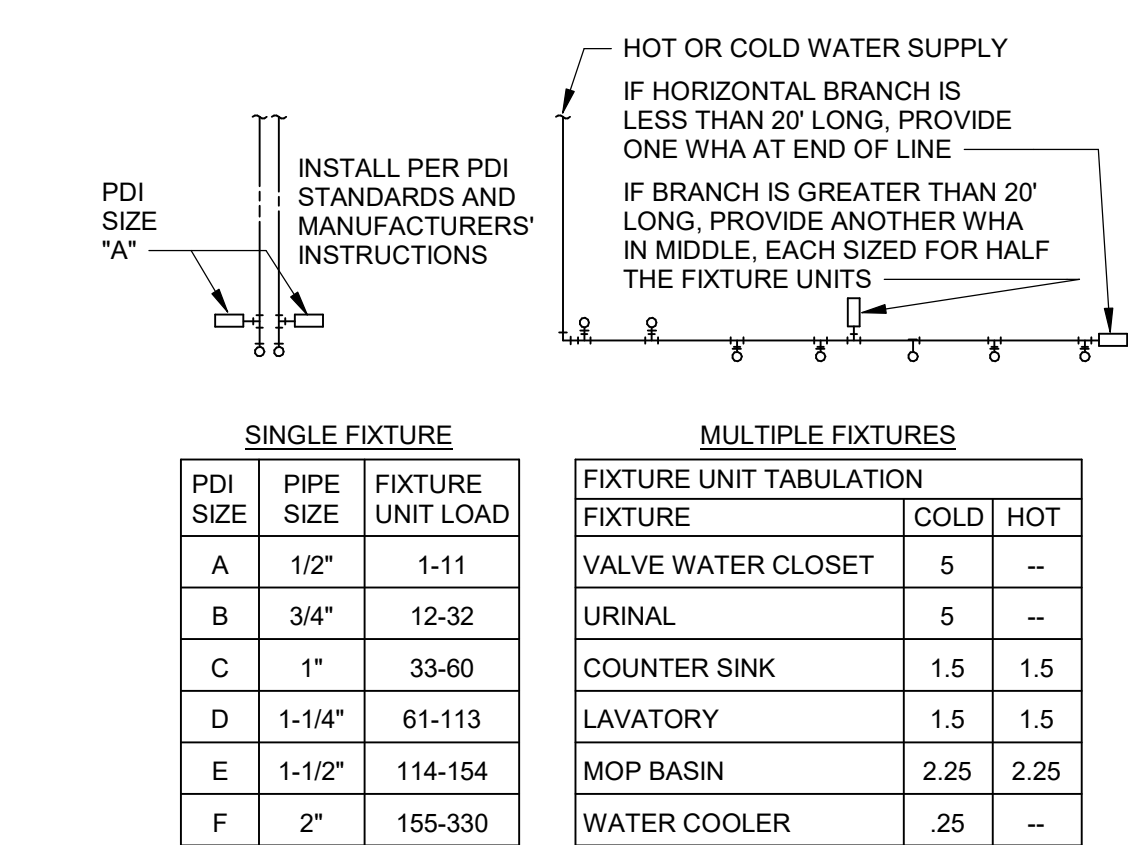 HOT OR COLD WATER SUPPLY
IF HORIZONTAL BRANCH IS
LESS THAN 20' LONG, PROVIDE
ONE WHA AT END OF LINE
IF BRANCH IS GREATER THAN 20'
LONG, PROVIDE ANOTHER WHA
IN MIDDLE, EACH SIZED FOR HALF
THE FIXTURE UNITS
PDI
SIZE
"A"
INSTALL PER PDI
STANDARDS AND
MANUFACTURERS'
INSTRUCTIONS
SINGLE FIXTURE
PDI SIZE PIPE SIZE FIXTURE UNIT LOAD
A 1/2" 1-11
B 3/4" 12-32
C 1" 33-60
D 1-1/4" 61-113
E 1-1/2" 114-154
F 2" 155-330
MULTIPLE FIXTURES
FIXTURE UNIT TABULATION
FIXTURE COLD HOT
VALVE WATER CLOSET 5 --
URINAL 5 --
COUNTER SINK 1.5 1.5
LAVATORY 1.5 1.5
MOP BASIN 2.25 2.25
WATER COOLER .25 --